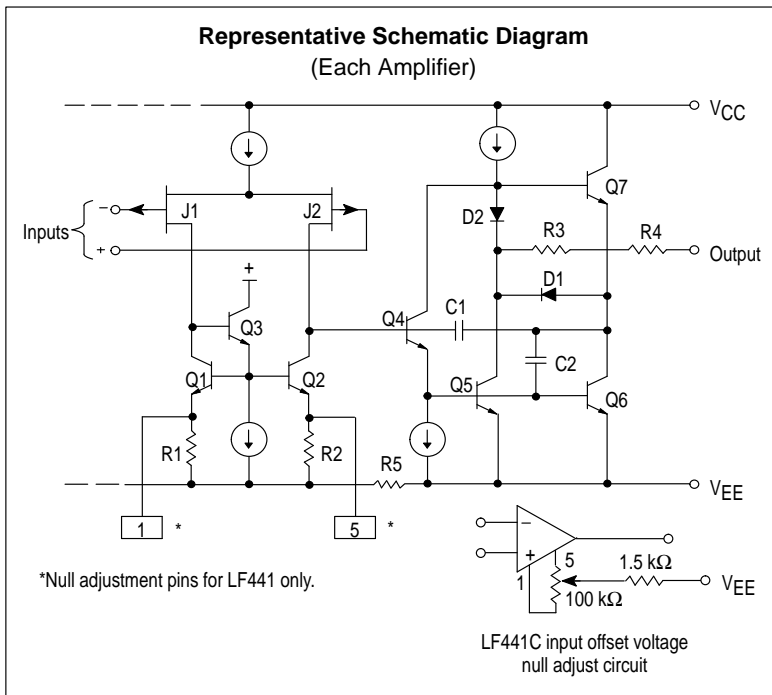 Representative Schematic Diagram
(Each Amplifier)
VCC
Q7
− J1 J2
D2
Inputs
R3 R4
+
Output
+
D1
C1
Q3 Q4
C2
Q1 Q2 Q5 Q6
R1 R2
R5
VEE
1 * 5 *
−
+ 5 1.5 kΩ
*Null adjustment pins for LF441 only.
1
VEE
100 kΩ
LF441C input offset voltage
null adjust circuit